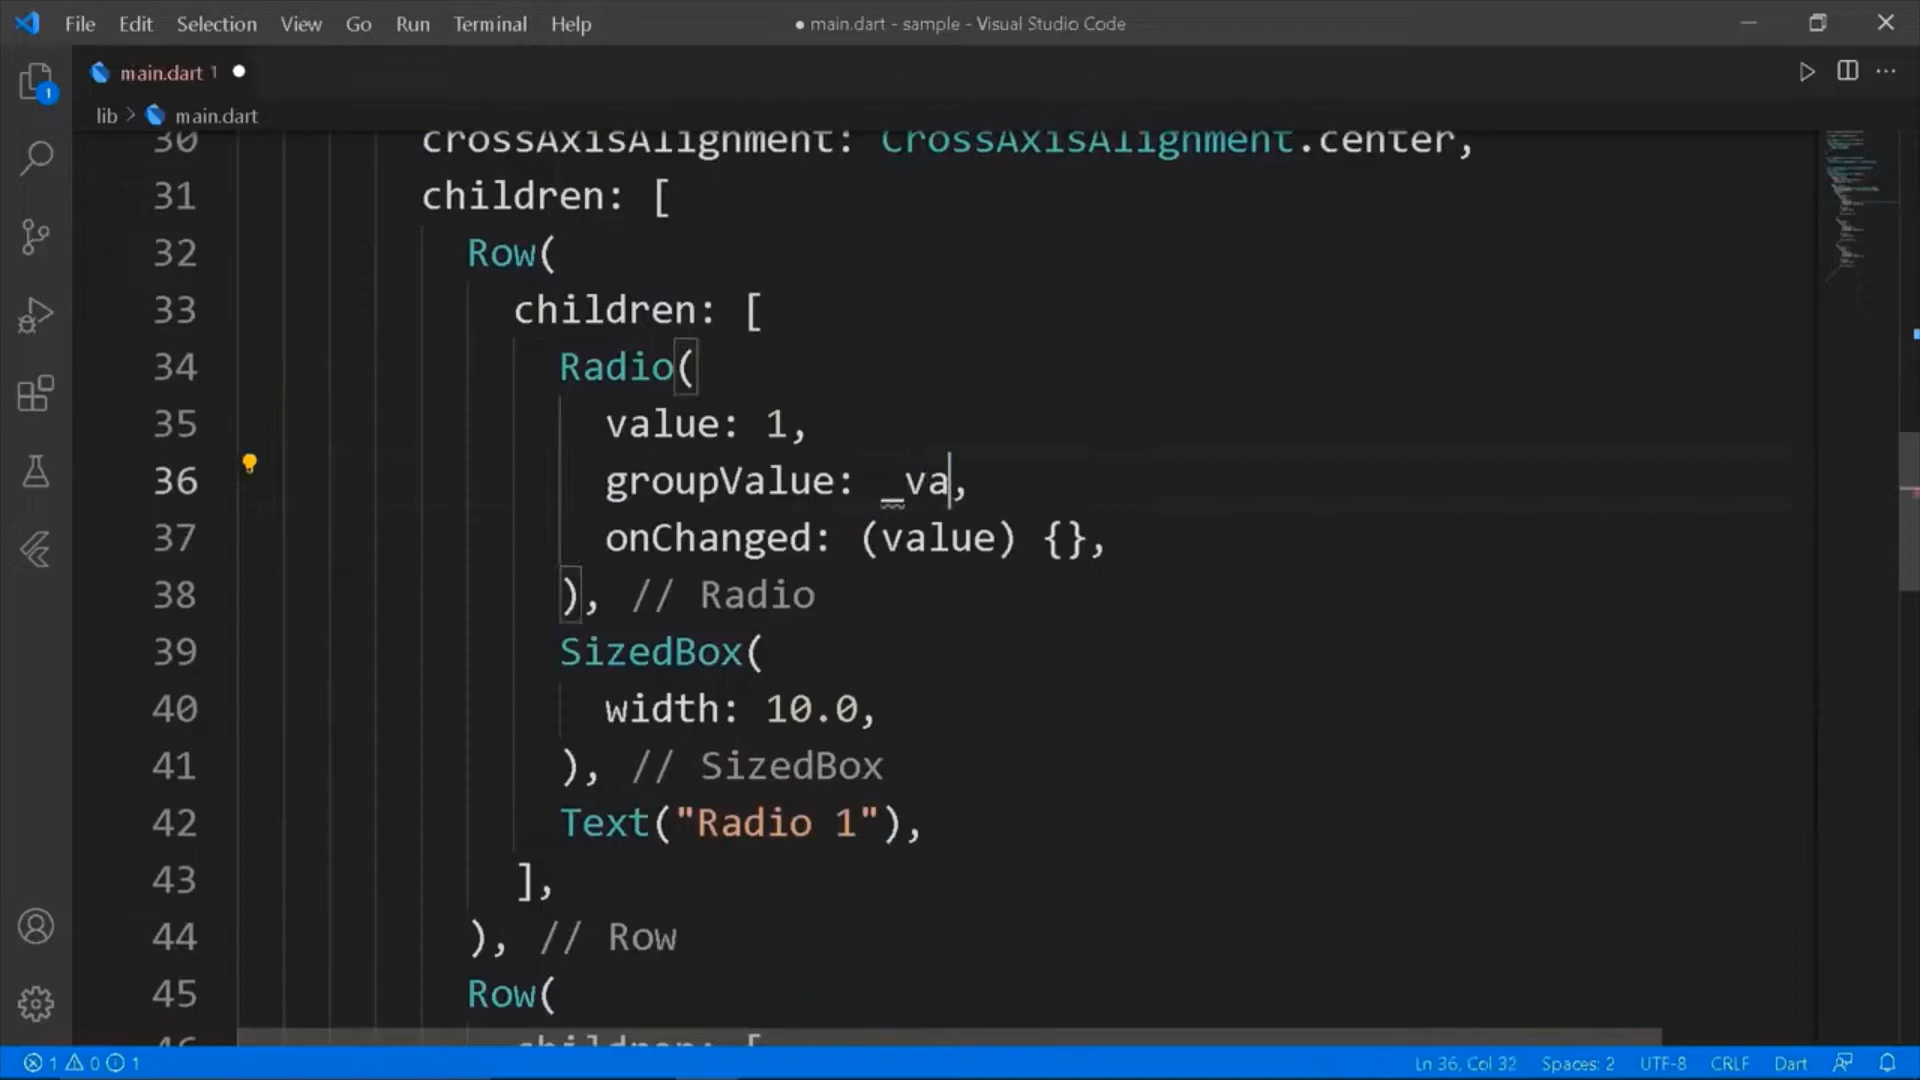 File Edit Selection View Go Run Terminal Help ● main.dart - sample - Visual Studio Code
main.dart 1 ●
lib > main.dart
30 crossAxisAlignment: CrossAxisAlignment.center,
31 children: [
32 Row(
33 children: [
34 Radio(
35 value: 1,
36 groupValue: _va,
37 onChanged: (value) {},
38 ), // Radio
39 SizedBox(
40 width: 10.0,
41 ), // SizedBox
42 Text("Radio 1"),
43 ],
44 ), // Row
45 Row(
46 children: [
1 0 1 Ln 36, Col 32 Spaces: 2 UTF-8 CRLF Dart